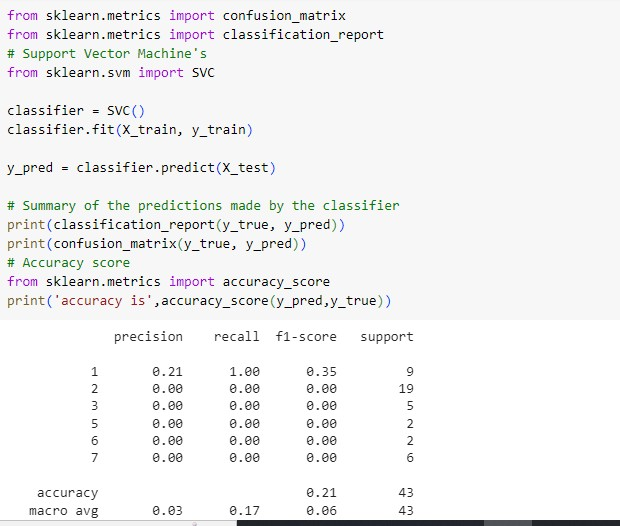 from sklearn.metrics import confusion_matrix
from sklearn.metrics import classification_report
# Support Vector Machine's
from sklearn.svm import SVC
classifier = SVC()
classifier.fit(X_train, y_train)
y_pred = classifier.predict(X_test)
# Summary of the predictions made by the classifier
print(classification_report(y_true, y_pred))
print(confusion_matrix(y_true, y_pred))
# Accuracy score
from sklearn.metrics import accuracy_score
print('accuracy is',accuracy_score(y_pred,y_true))
precision recall f1-score support
1 0.21 1.00 0.35 9
2 0.00 0.00 0.00 19
3 0.00 0.00 0.00 5
5 0.00 0.00 0.00 2
6 0.00 0.00 0.00 2
7 0.00 0.00 0.00 6
accuracy 0.21 43
macro avg 0.03 0.17 0.06 43